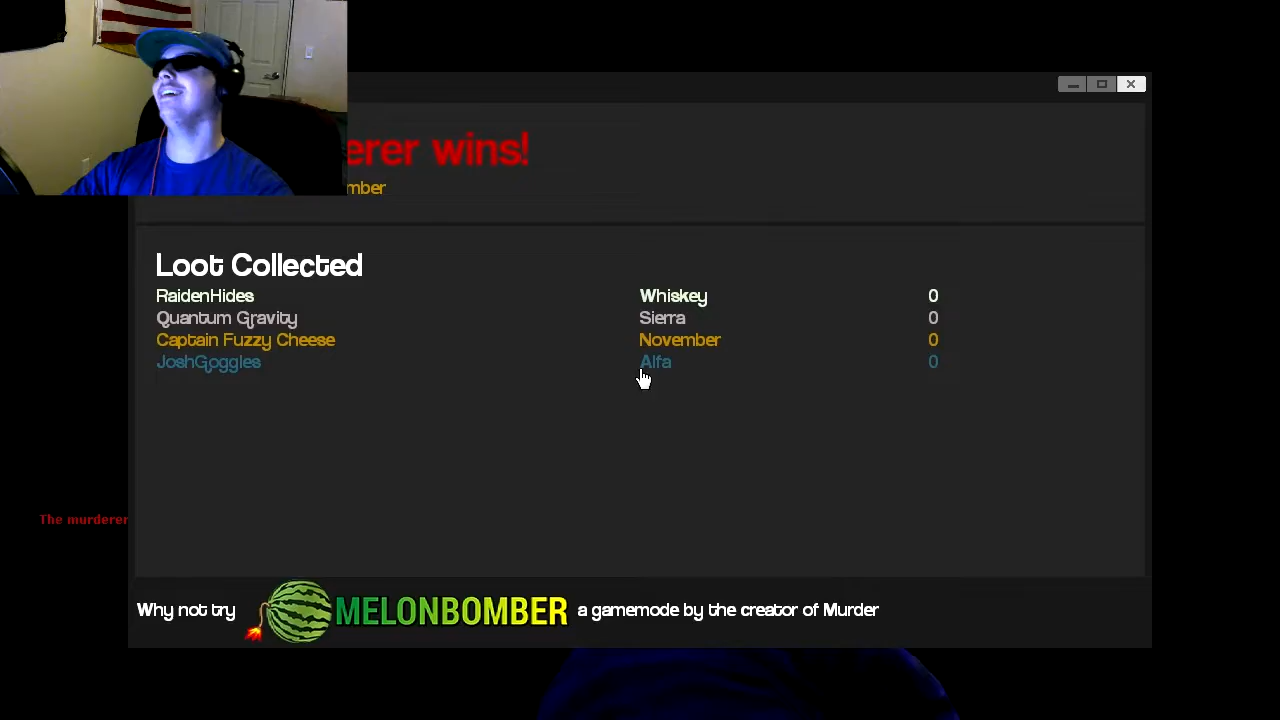 erer wins!
mber
Loot Collected
RaidenHides Whiskey 0
Quantum Gravity Sierra 0
Captain Fuzzy Cheese November 0
JoshGoggles Alfa 0
The murderer
Why not try MELONBOMBER a gamemode by the creator of Murder